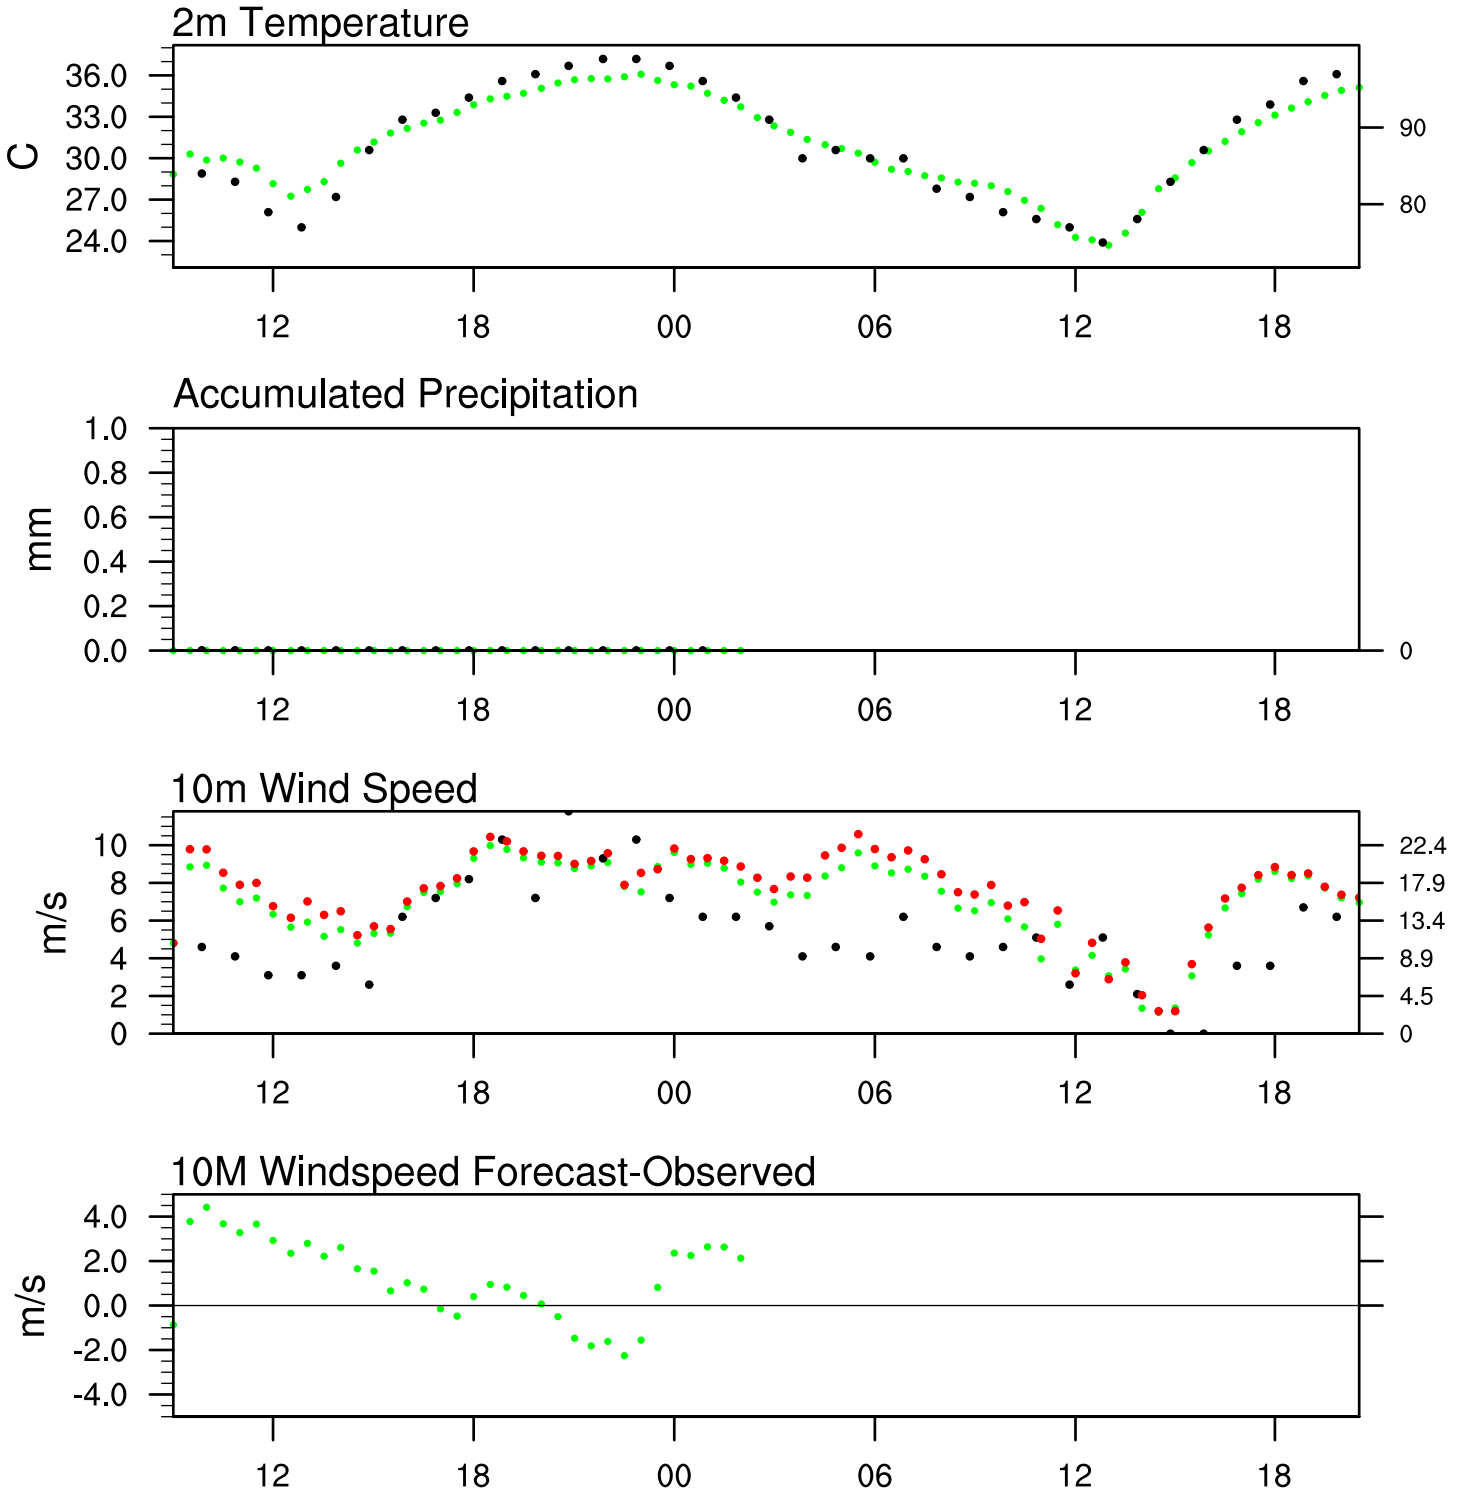 2m Temperature
36.0
33.0
30.0
27.0
24.0
C
90
80
12 18 00 06 12 18
Accumulated Precipitation
1.0
0.8
0.6
0.4
0.2
0.0
mm
0
12 18 00 06 12 18
10m Wind Speed
10
8
6
4
2
0
m/s
22.4
17.9
13.4
8.9
4.5
0
12 18 00 06 12 18
10M Windspeed Forecast-Observed
4.0
2.0
0.0
-2.0
-4.0
m/s
12 18 00 06 12 18